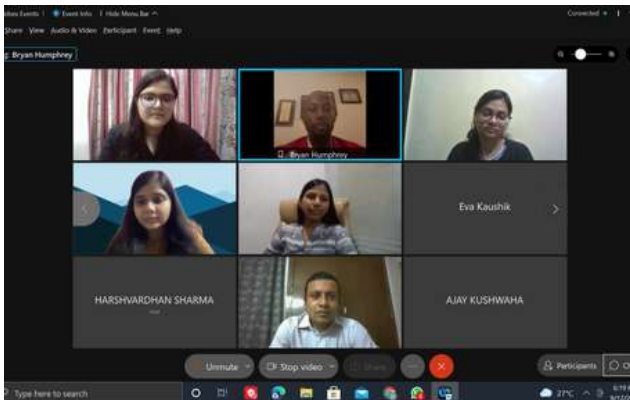 Event Info Hide Menu Bar
Connected
Share View Audio & Video Participant Event Help
: Bryan Humphrey
Bryan Humphrey
Eva Kaushik
HARSHVARDHAN SHARMA
AJAY KUSHWAHA
Unmute
Stop video
Share
Participants
Type here to search
27°C